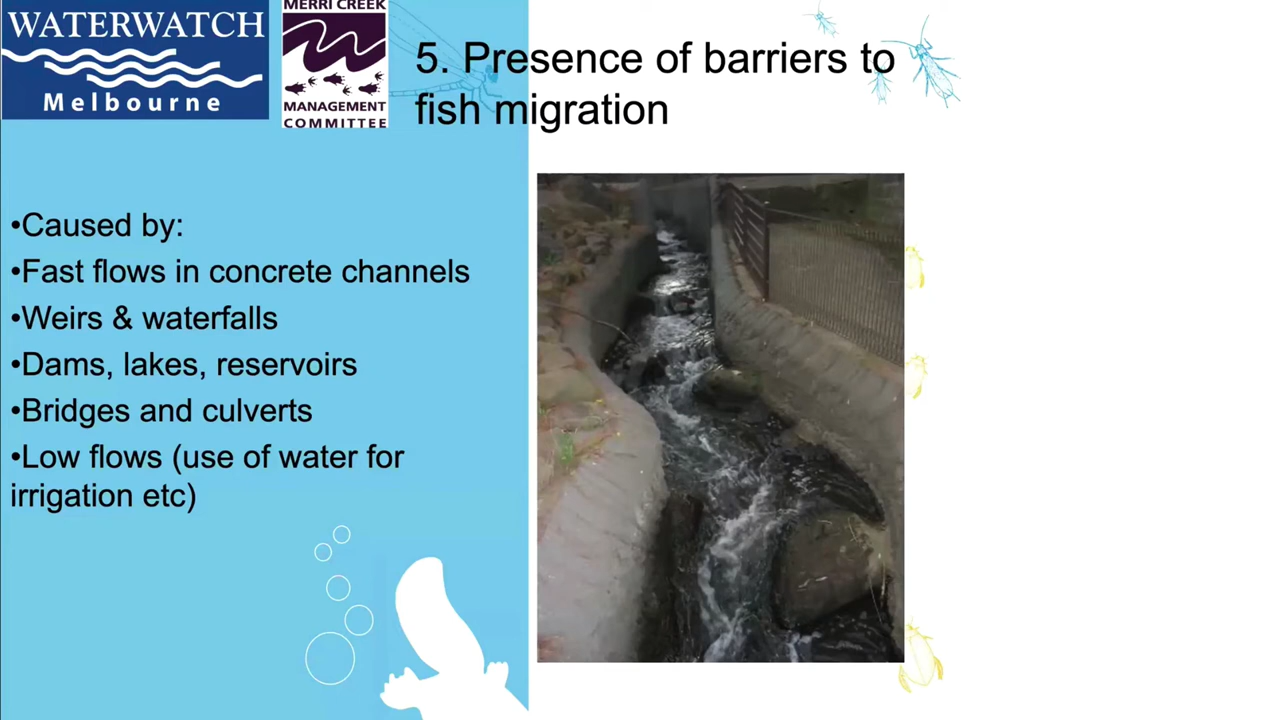 WATERWATCH
Melbourne
MERRI CREEK
MANAGEMENT
COMMITTEE
5. Presence of barriers to
fish migration
•Caused by:
•Fast flows in concrete channels
•Weirs & waterfalls
•Dams, lakes, reservoirs
•Bridges and culverts
•Low flows (use of water for
irrigation etc)